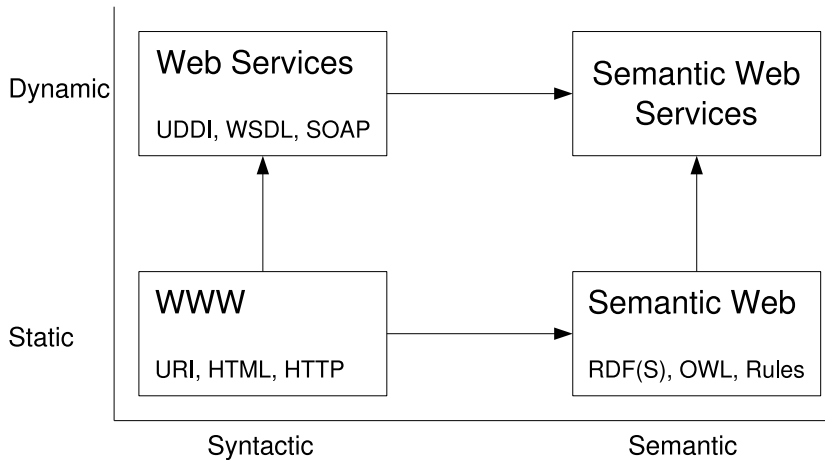 Dynamic
Web Services
UDDI, WSDL, SOAP
Semantic Web
Services
Static
WWW
URI, HTML, HTTP
Semantic Web
RDF(S), OWL, Rules
Syntactic
Semantic